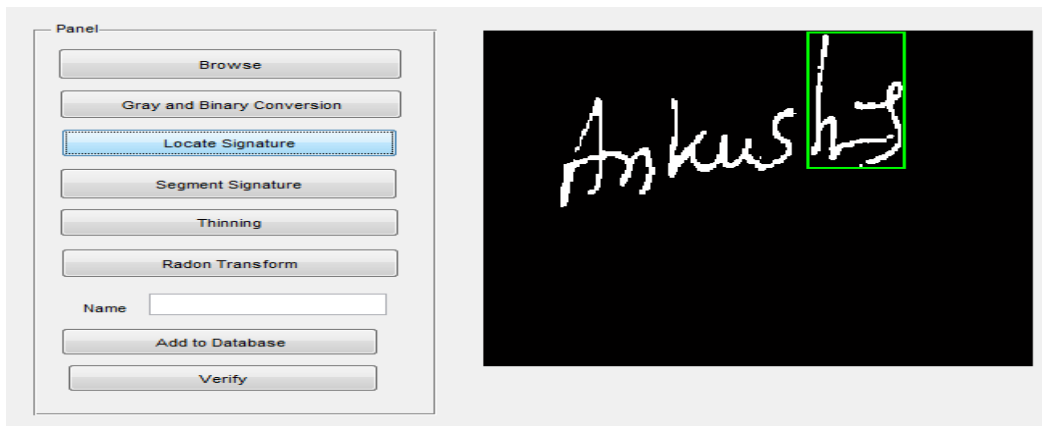 Panel
Browse
Gray and Binary Conversion
Locate Signature
Segment Signature
Thinning
Radon Transform
Name
Add to Database
Verify
Ankush